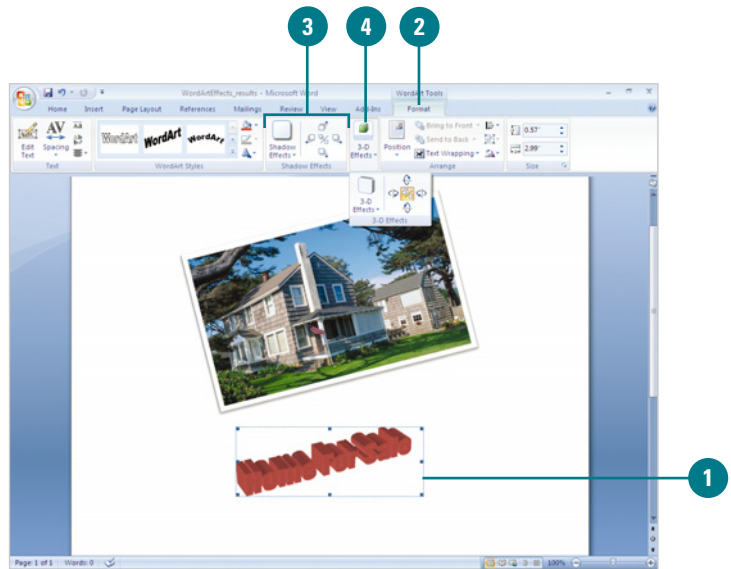 3
4
2
WordArtEffects_results - Microsoft Word
WordArt Tools
Home Insert Page Layout References Mailings Review View Add-Ins Format
WordArt WordArt WordArt
Edit Text
AV
Spacing
Aa
Shadow Effects
3-D Effects
Position
Bring to Front
Send to Back
Text Wrapping
0.57"
2.99"
Text WordArt Styles Shadow Effects Arrange Size
3-D Effects
3-D Effects
Home For Sale
1
Page: 1 of 1 Words: 0 100%